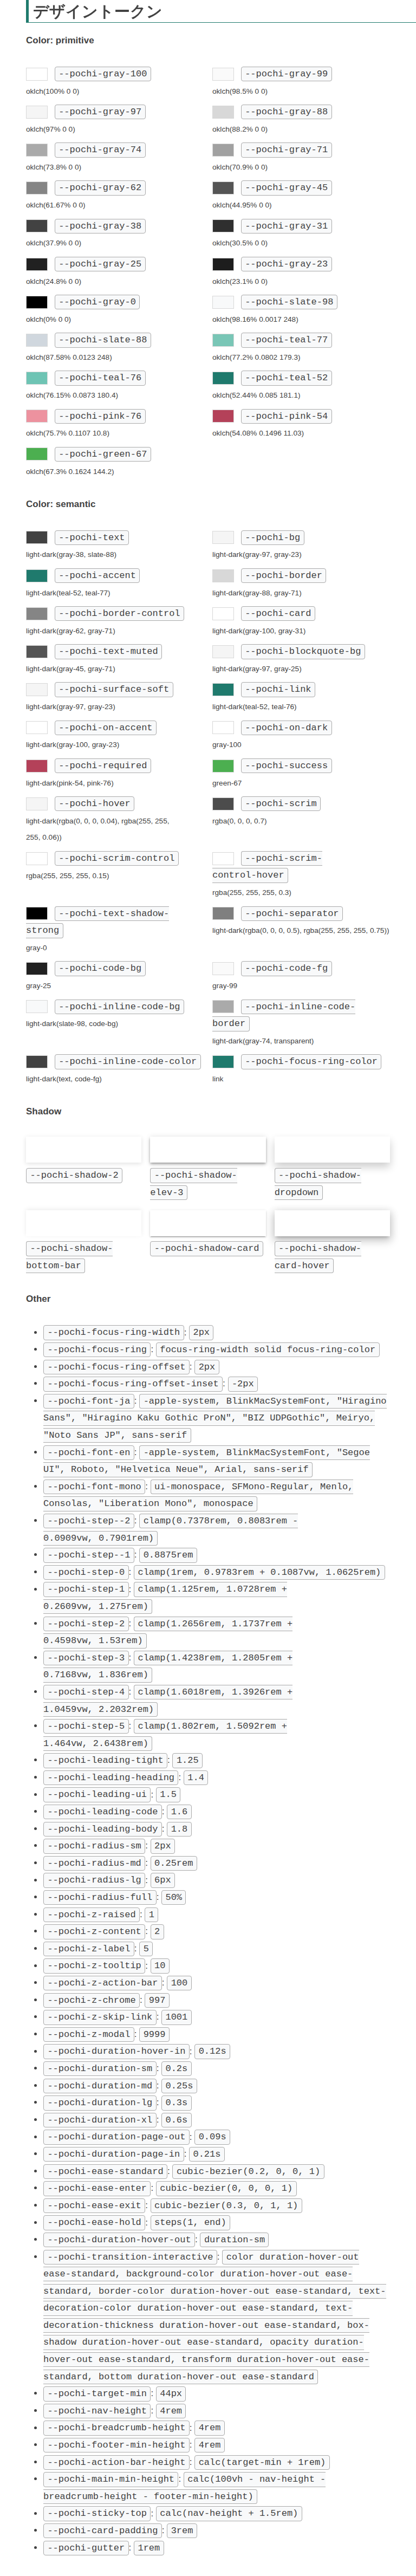 デザイントークン
Color: primitive
--pochi-gray-100
oklch(100% 0 0)
--pochi-gray-99
oklch(98.5% 0 0)
--pochi-gray-97
oklch(97% 0 0)
--pochi-gray-88
oklch(88.2% 0 0)
--pochi-gray-74
oklch(73.8% 0 0)
--pochi-gray-71
oklch(70.9% 0 0)
--pochi-gray-62
oklch(61.67% 0 0)
--pochi-gray-45
oklch(44.95% 0 0)
--pochi-gray-38
oklch(37.9% 0 0)
--pochi-gray-31
oklch(30.5% 0 0)
--pochi-gray-25
oklch(24.8% 0 0)
--pochi-gray-23
oklch(23.1% 0 0)
--pochi-gray-0
oklch(0% 0 0)
--pochi-slate-98
oklch(98.16% 0.0017 248)
--pochi-slate-88
oklch(87.58% 0.0123 248)
--pochi-teal-77
oklch(77.2% 0.0802 179.3)
--pochi-teal-76
oklch(76.15% 0.0873 180.4)
--pochi-teal-52
oklch(52.44% 0.085 181.1)
--pochi-pink-76
oklch(75.7% 0.1107 10.8)
--pochi-pink-54
oklch(54.08% 0.1496 11.03)
--pochi-green-67
oklch(67.3% 0.1624 144.2)
Color: semantic
--pochi-text
light-dark(gray-38, slate-88)
--pochi-bg
light-dark(gray-97, gray-23)
--pochi-accent
light-dark(teal-52, teal-77)
--pochi-border
light-dark(gray-88, gray-71)
--pochi-border-control
light-dark(gray-62, gray-71)
--pochi-card
light-dark(gray-100, gray-31)
--pochi-text-muted
light-dark(gray-45, gray-71)
--pochi-blockquote-bg
light-dark(gray-97, gray-25)
--pochi-surface-soft
light-dark(gray-97, gray-23)
--pochi-link
light-dark(teal-52, teal-76)
--pochi-on-accent
light-dark(gray-100, gray-23)
--pochi-on-dark
gray-100
--pochi-required
light-dark(pink-54, pink-76)
--pochi-success
green-67
--pochi-hover
light-dark(rgba(0, 0, 0, 0.04), rgba(255, 255,
255, 0.06))
--pochi-scrim
rgba(0, 0, 0, 0.7)
--pochi-scrim-control
rgba(255, 255, 255, 0.15)
--pochi-scrim-
control-hover
rgba(255, 255, 255, 0.3)
--pochi-text-shadow-
strong
gray-0
--pochi-separator
light-dark(rgba(0, 0, 0, 0.5), rgba(255, 255, 255, 0.75))
--pochi-code-bg
gray-25
--pochi-code-fg
gray-99
--pochi-inline-code-bg
light-dark(slate-98, code-bg)
--pochi-inline-code-
border
light-dark(gray-74, transparent)
--pochi-inline-code-color
light-dark(text, code-fg)
--pochi-focus-ring-color
link
Shadow
--pochi-shadow-2
--pochi-shadow-
elev-3
--pochi-shadow-
dropdown
--pochi-shadow-
bottom-bar
--pochi-shadow-card
--pochi-shadow-
card-hover
Other
• --pochi-focus-ring-width: 2px
• --pochi-focus-ring: focus-ring-width solid focus-ring-color
• --pochi-focus-ring-offset: 2px
• --pochi-focus-ring-offset-inset: -2px
• --pochi-font-ja: -apple-system, BlinkMacSystemFont, "Hiragino
Sans", "Hiragino Kaku Gothic ProN", "BIZ UDPGothic", Meiryo,
"Noto Sans JP", sans-serif
• --pochi-font-en: -apple-system, BlinkMacSystemFont, "Segoe
UI", Roboto, "Helvetica Neue", Arial, sans-serif
• --pochi-font-mono: ui-monospace, SFMono-Regular, Menlo,
Consolas, "Liberation Mono", monospace
• --pochi-step--2: clamp(0.7378rem, 0.8083rem -
0.0909vw, 0.7901rem)
• --pochi-step--1: 0.8875rem
• --pochi-step-0: clamp(1rem, 0.9783rem + 0.1087vw, 1.0625rem)
• --pochi-step-1: clamp(1.125rem, 1.0728rem +
0.2609vw, 1.275rem)
• --pochi-step-2: clamp(1.2656rem, 1.1737rem +
0.4598vw, 1.53rem)
• --pochi-step-3: clamp(1.4238rem, 1.2805rem +
0.7168vw, 1.836rem)
• --pochi-step-4: clamp(1.6018rem, 1.3926rem +
1.0459vw, 2.2032rem)
• --pochi-step-5: clamp(1.802rem, 1.5092rem +
1.464vw, 2.6438rem)
• --pochi-leading-tight: 1.25
• --pochi-leading-heading: 1.4
• --pochi-leading-ui: 1.5
• --pochi-leading-code: 1.6
• --pochi-leading-body: 1.8
• --pochi-radius-sm: 2px
• --pochi-radius-md: 0.25rem
• --pochi-radius-lg: 6px
• --pochi-radius-full: 50%
• --pochi-z-raised: 1
• --pochi-z-content: 2
• --pochi-z-label: 5
• --pochi-z-tooltip: 10
• --pochi-z-action-bar: 100
• --pochi-z-chrome: 997
• --pochi-z-skip-link: 1001
• --pochi-z-modal: 9999
• --pochi-duration-hover-in: 0.12s
• --pochi-duration-sm: 0.2s
• --pochi-duration-md: 0.25s
• --pochi-duration-lg: 0.3s
• --pochi-duration-xl: 0.6s
• --pochi-duration-page-out: 0.09s
• --pochi-duration-page-in: 0.21s
• --pochi-ease-standard: cubic-bezier(0.2, 0, 0, 1)
• --pochi-ease-enter: cubic-bezier(0, 0, 0, 1)
• --pochi-ease-exit: cubic-bezier(0.3, 0, 1, 1)
• --pochi-ease-hold: steps(1, end)
• --pochi-duration-hover-out: duration-sm
• --pochi-transition-interactive: color duration-hover-out
ease-standard, background-color duration-hover-out ease-
standard, border-color duration-hover-out ease-standard, text-
decoration-color duration-hover-out ease-standard, text-
decoration-thickness duration-hover-out ease-standard, box-
shadow duration-hover-out ease-standard, opacity duration-
hover-out ease-standard, transform duration-hover-out ease-
standard, bottom duration-hover-out ease-standard
• --pochi-target-min: 44px
• --pochi-nav-height: 4rem
• --pochi-breadcrumb-height: 4rem
• --pochi-footer-min-height: 4rem
• --pochi-action-bar-height: calc(target-min + 1rem)
• --pochi-main-min-height: calc(100vh - nav-height -
breadcrumb-height - footer-min-height)
• --pochi-sticky-top: calc(nav-height + 1.5rem)
• --pochi-card-padding: 3rem
• --pochi-gutter: 1rem